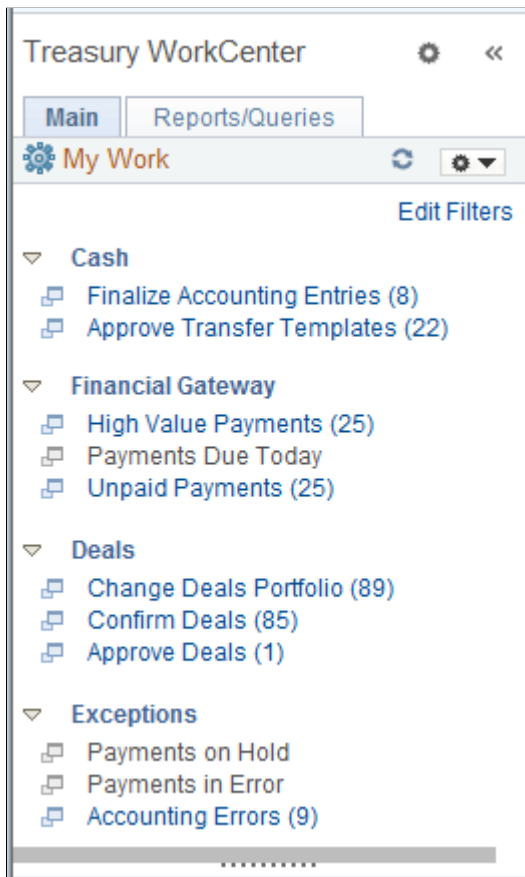 Treasury WorkCenter
Main
Reports/Queries
My Work
Edit Filters
Cash
Finalize Accounting Entries (8)
Approve Transfer Templates (22)
Financial Gateway
High Value Payments (25)
Payments Due Today
Unpaid Payments (25)
Deals
Change Deals Portfolio (89)
Confirm Deals (85)
Approve Deals (1)
Exceptions
Payments on Hold
Payments in Error
Accounting Errors (9)